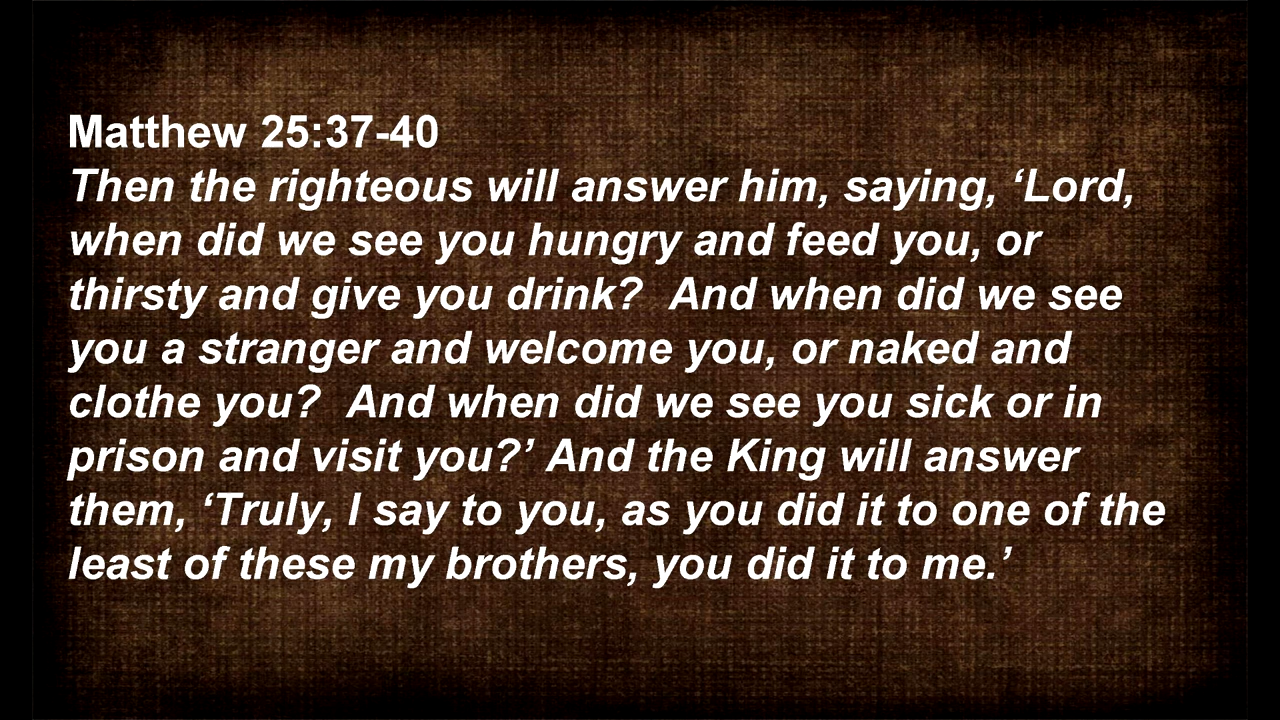 Matthew 25:37-40
Then the righteous will answer him, saying, ‘Lord,
when did we see you hungry and feed you, or
thirsty and give you drink?  And when did we see
you a stranger and welcome you, or naked and
clothe you?  And when did we see you sick or in
prison and visit you?’ And the King will answer
them, ‘Truly, I say to you, as you did it to one of the
least of these my brothers, you did it to me.’